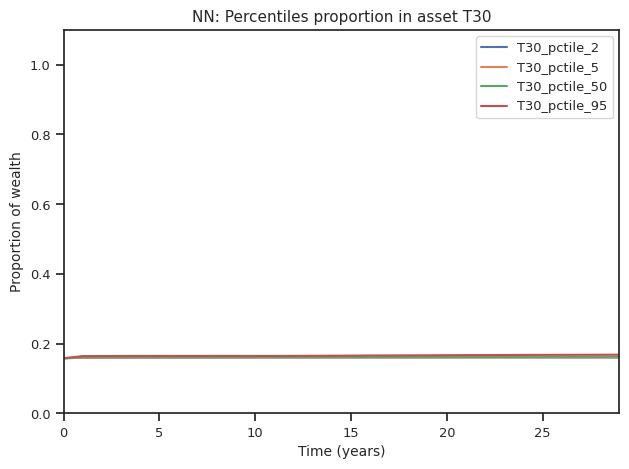 NN: Percentiles proportion in asset T30
T30_pctile_2
T30_pctile_5
T30_pctile_50
T30_pctile_95
Proportion of wealth
1.0
0.8
0.6
0.4
0.2
0.0
0 5 10 15 20 25
Time (years)